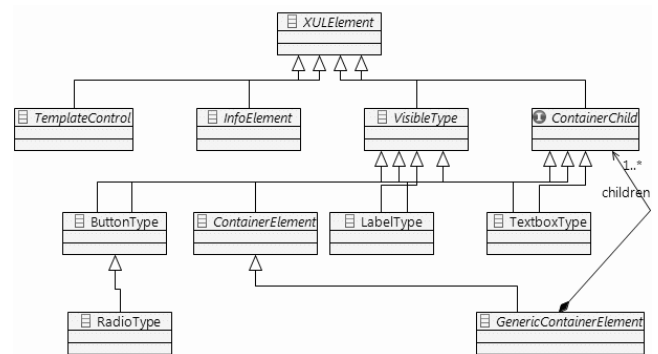 XULElement
TemplateControl
InfoElement
VisibleType
ContainerChild
1..*
children
ButtonType
ContainerElement
LabelType
TextboxType
RadioType
GenericContainerElement